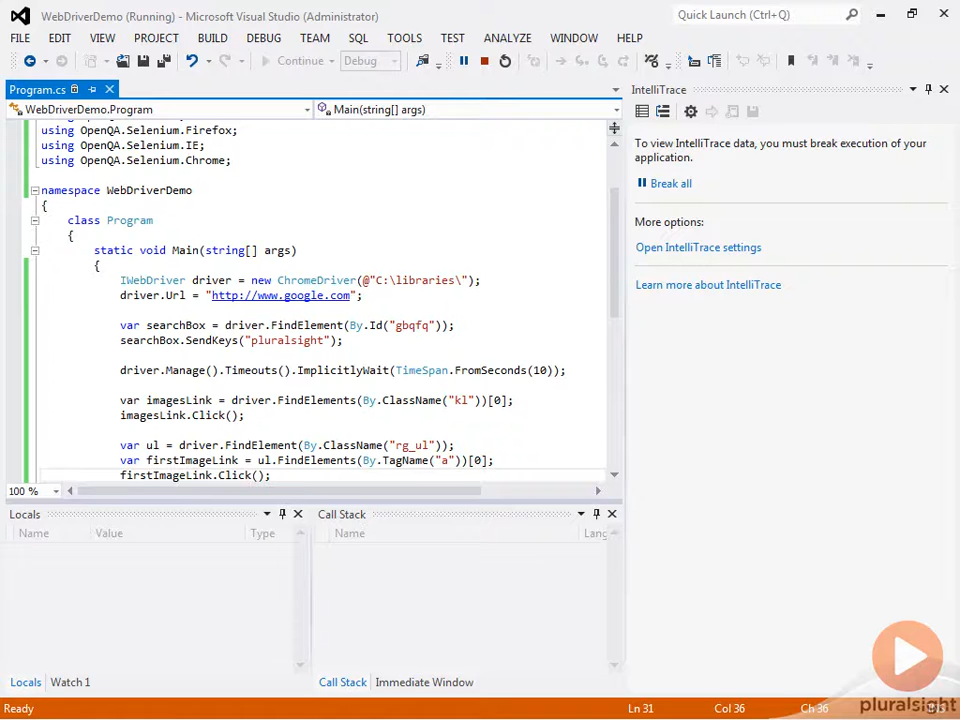 WebDriverDemo (Running) - Microsoft Visual Studio (Administrator)
Quick Launch (Ctrl+Q)
FILE EDIT VIEW PROJECT BUILD DEBUG TEAM SQL TOOLS TEST ANALYZE WINDOW HELP
Continue Debug
Program.cs
WebDriverDemo.Program Main(string[] args)
using OpenQA.Selenium.Firefox;
using OpenQA.Selenium.IE;
using OpenQA.Selenium.Chrome;
namespace WebDriverDemo
{
class Program
{
static void Main(string[] args)
{
IWebDriver driver = new ChromeDriver(@"C:\libraries\");
driver.Url = "http://www.google.com";
var searchBox = driver.FindElement(By.Id("gbqfq"));
searchBox.SendKeys("pluralsight");
driver.Manage().Timeouts().ImplicitlyWait(TimeSpan.FromSeconds(10));
var imagesLink = driver.FindElements(By.ClassName("kl"))[0];
imagesLink.Click();
var ul = driver.FindElement(By.ClassName("rg_ul"));
var firstImageLink = ul.FindElements(By.TagName("a"))[0];
firstImageLink.Click();
100 %
IntelliTrace
To view IntelliTrace data, you must break execution of your
application.
Break all
More options:
Open IntelliTrace settings
Learn more about IntelliTrace
Locals
Name Value Type
Locals Watch 1
Call Stack
Name Lang
Call Stack Immediate Window
Ready Ln 31 Col 36 Ch 36
pluralsight